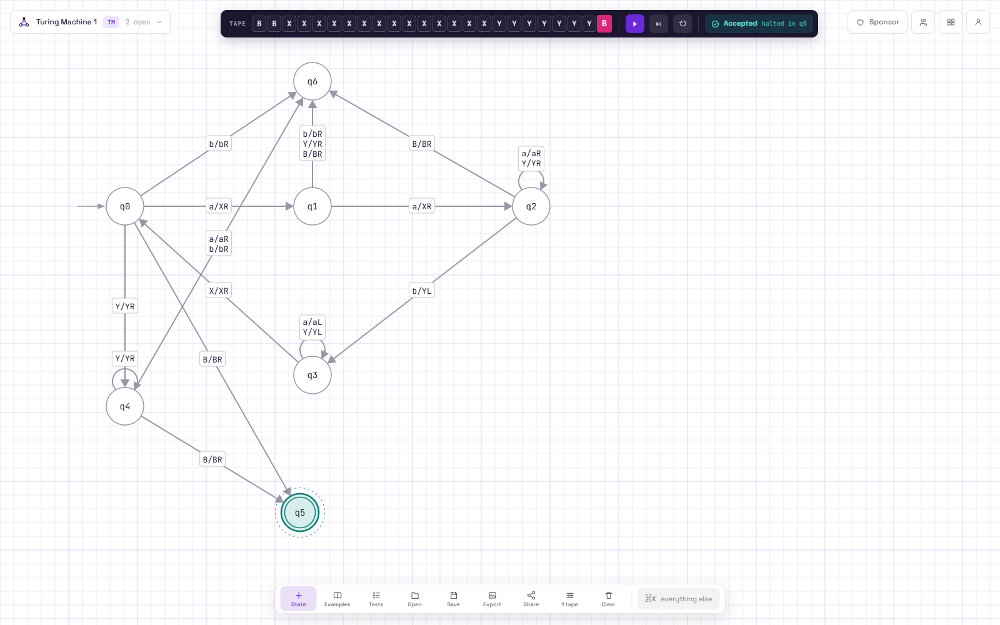 Turing Machine 1 TM 2 open
TAPE B B X X X X X X X X X X X X X X Y Y Y Y Y Y Y B
Accepted halted in q5
Sponsor
q6
b/bR
b/bR
Y/YR
B/BR
B/BR
a/aR
Y/YR
q0
a/XR
q1
a/XR
q2
a/aR
b/bR
X/XR
b/YL
Y/YR
a/aL
Y/YL
Y/YR
B/BR
q3
q4
B/BR
q5
State
Examples
Tests
Open
Save
Export
Share
1 tape
Clear
⌘K everything else